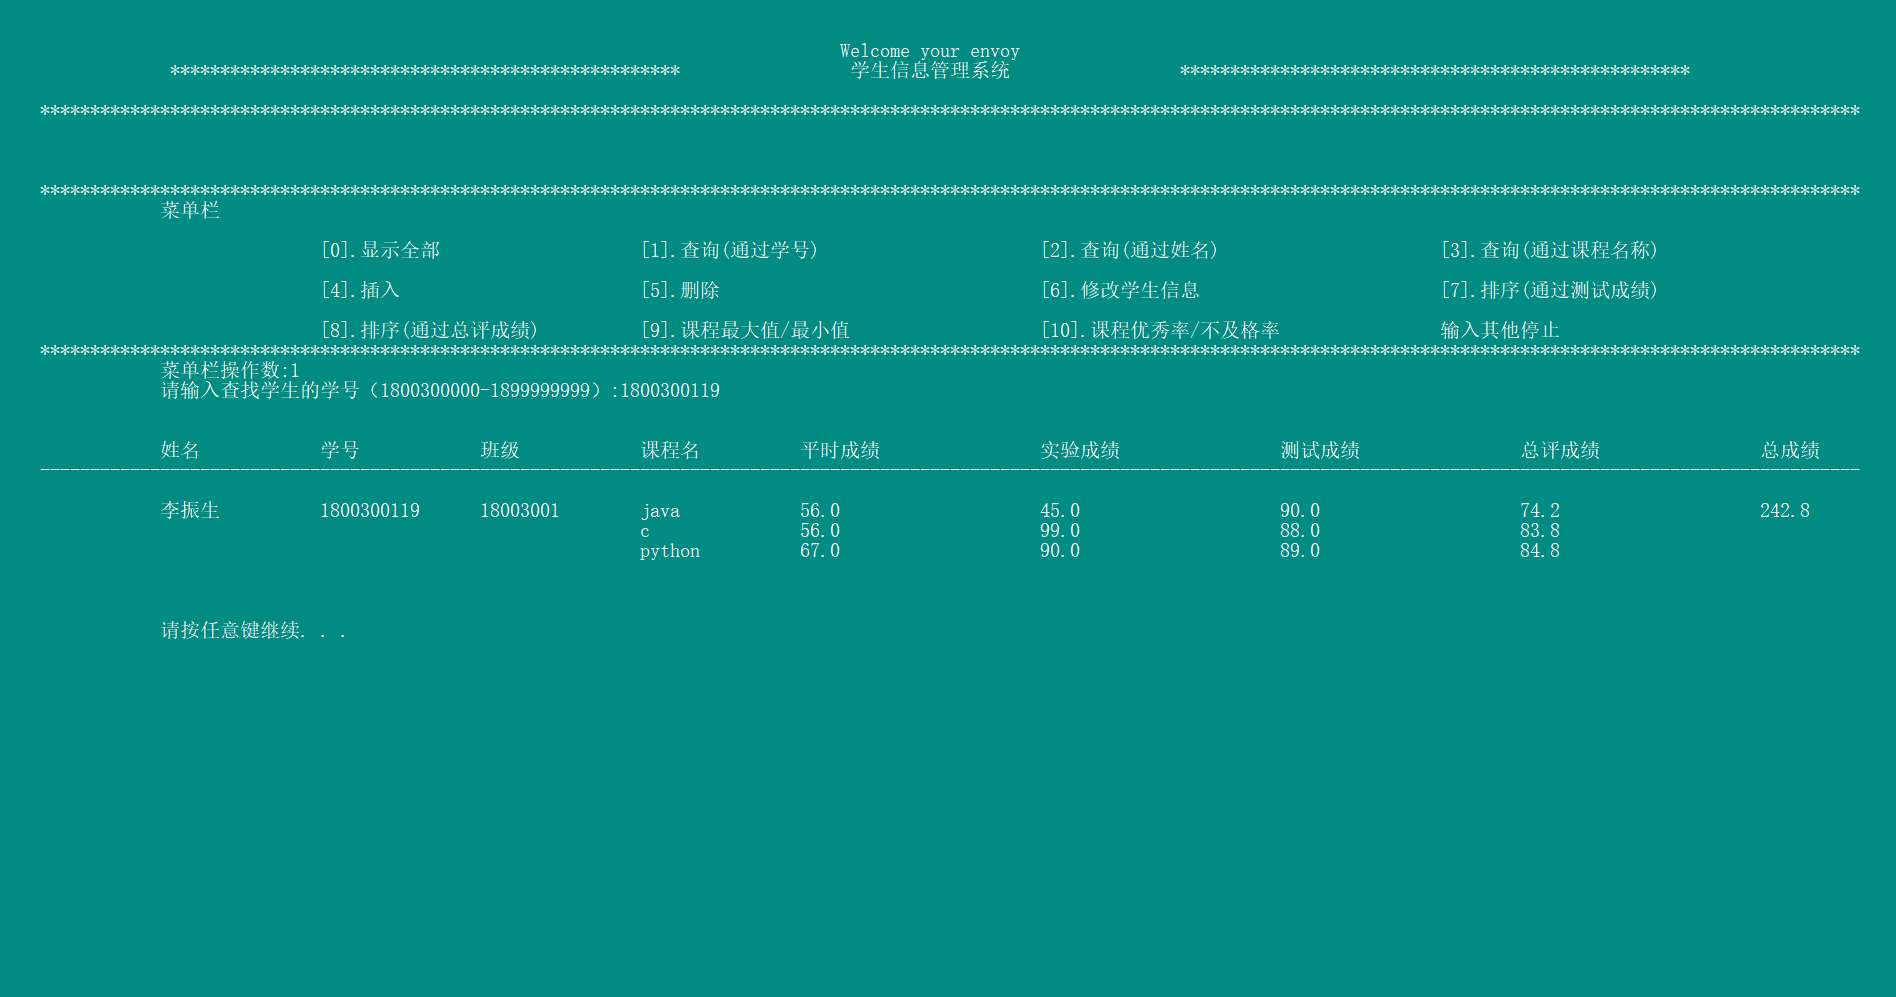 Welcome your envoy
*************************************************** 学生信息管理系统 ***************************************************
**************************************************************************************************************************************************************************************
**************************************************************************************************************************************************************************************
菜单栏
[0].显示全部 [1].查询(通过学号) [2].查询(通过姓名) [3].查询(通过课程名称)
[4].插入 [5].删除 [6].修改学生信息 [7].排序(通过测试成绩)
[8].排序(通过总评成绩) [9].课程最大值/最小值 [10].课程优秀率/不及格率 输入其他停止
**************************************************************************************************************************************************************************************
菜单栏操作数:1
请输入查找学生的学号（1800300000-1899999999）:1800300119
姓名 学号 班级 课程名 平时成绩 实验成绩 测试成绩 总评成绩 总成绩
--------------------------------------------------------------------------------------------------------------------------------------------------------------------------------------
李振生 1800300119 18003001 java 56.0 45.0 90.0 74.2 242.8
c 56.0 99.0 88.0 83.8
python 67.0 90.0 89.0 84.8
请按任意键继续. . .